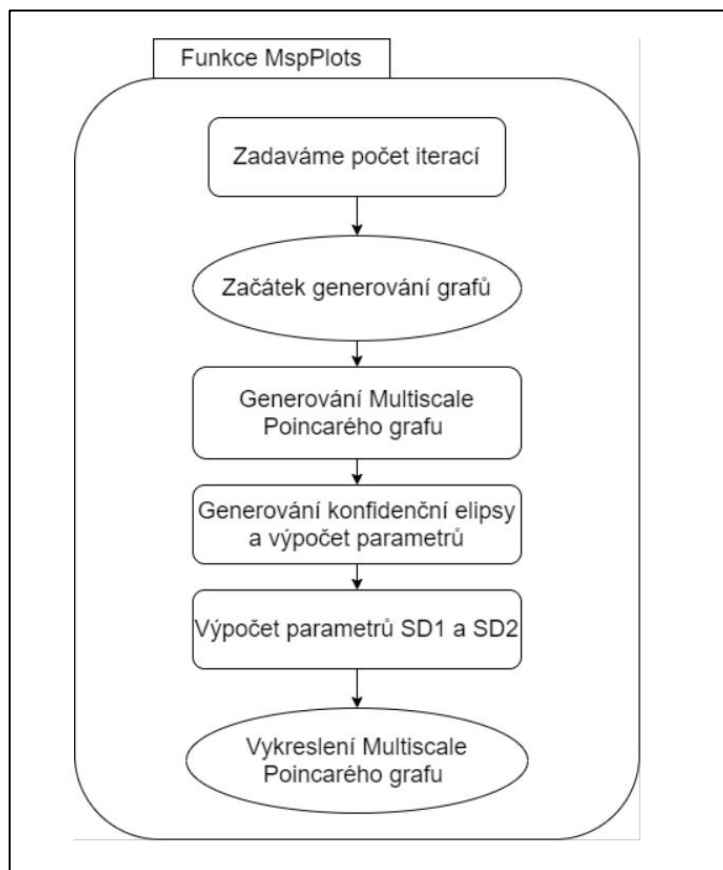 Funkce MspPlots
Zadaváme počet iterací
Začátek generování grafů
Generování Multiscale
Poincarého grafu
Generování konfidenční elipsy
a výpočet parametrů
Výpočet parametrů SD1 a SD2
Vykreslení Multiscale
Poincarého grafu